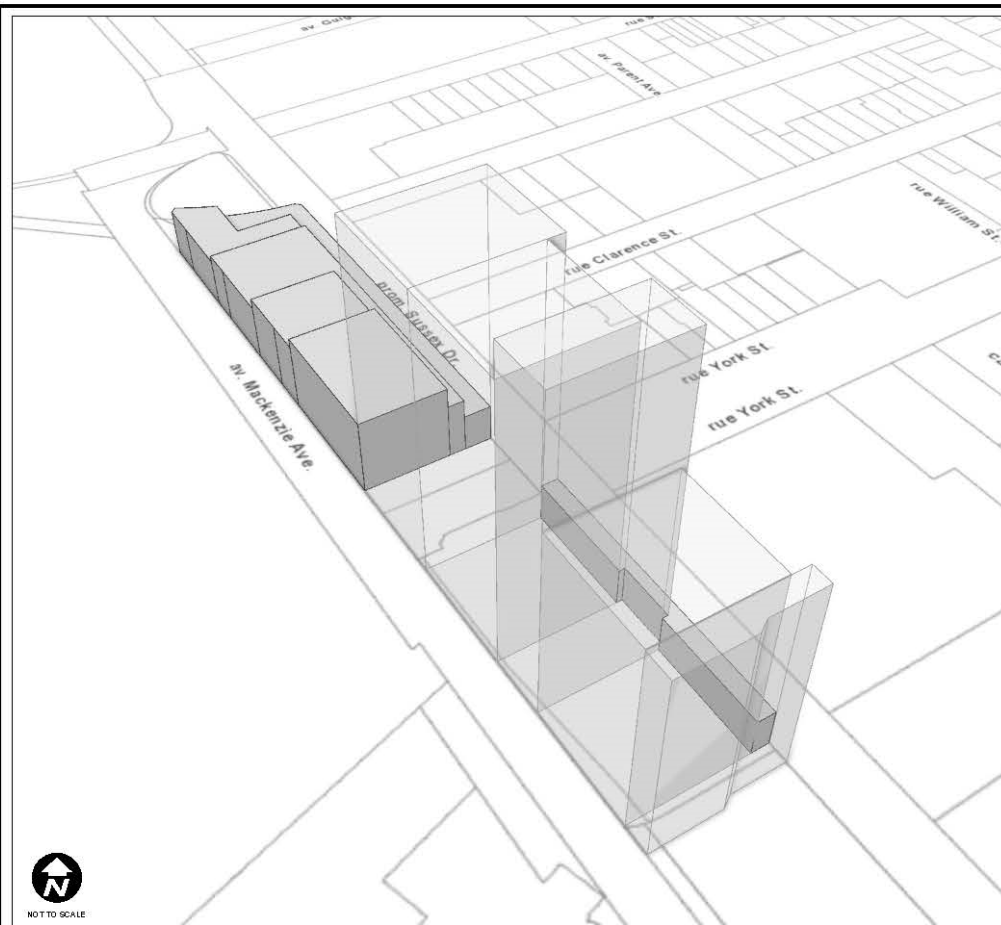 av. Parent Ave
rue William St.
rue Clarence St.
prom. Sussex Dr.
rue York St.
rue York St.
av. Mackenzie Ave.
N
NOT TO SCALE